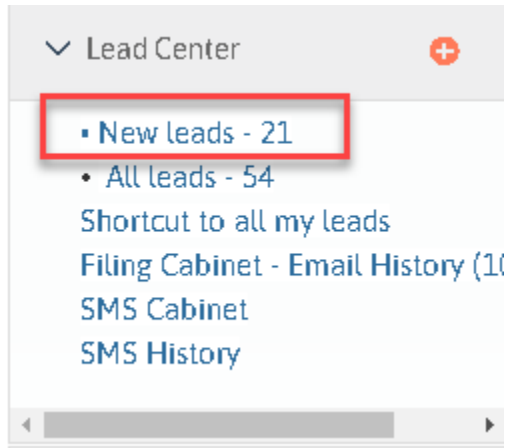 Lead Center
▪ New leads - 21
• All leads - 54
Shortcut to all my leads
Filing Cabinet - Email History (10
SMS Cabinet
SMS History